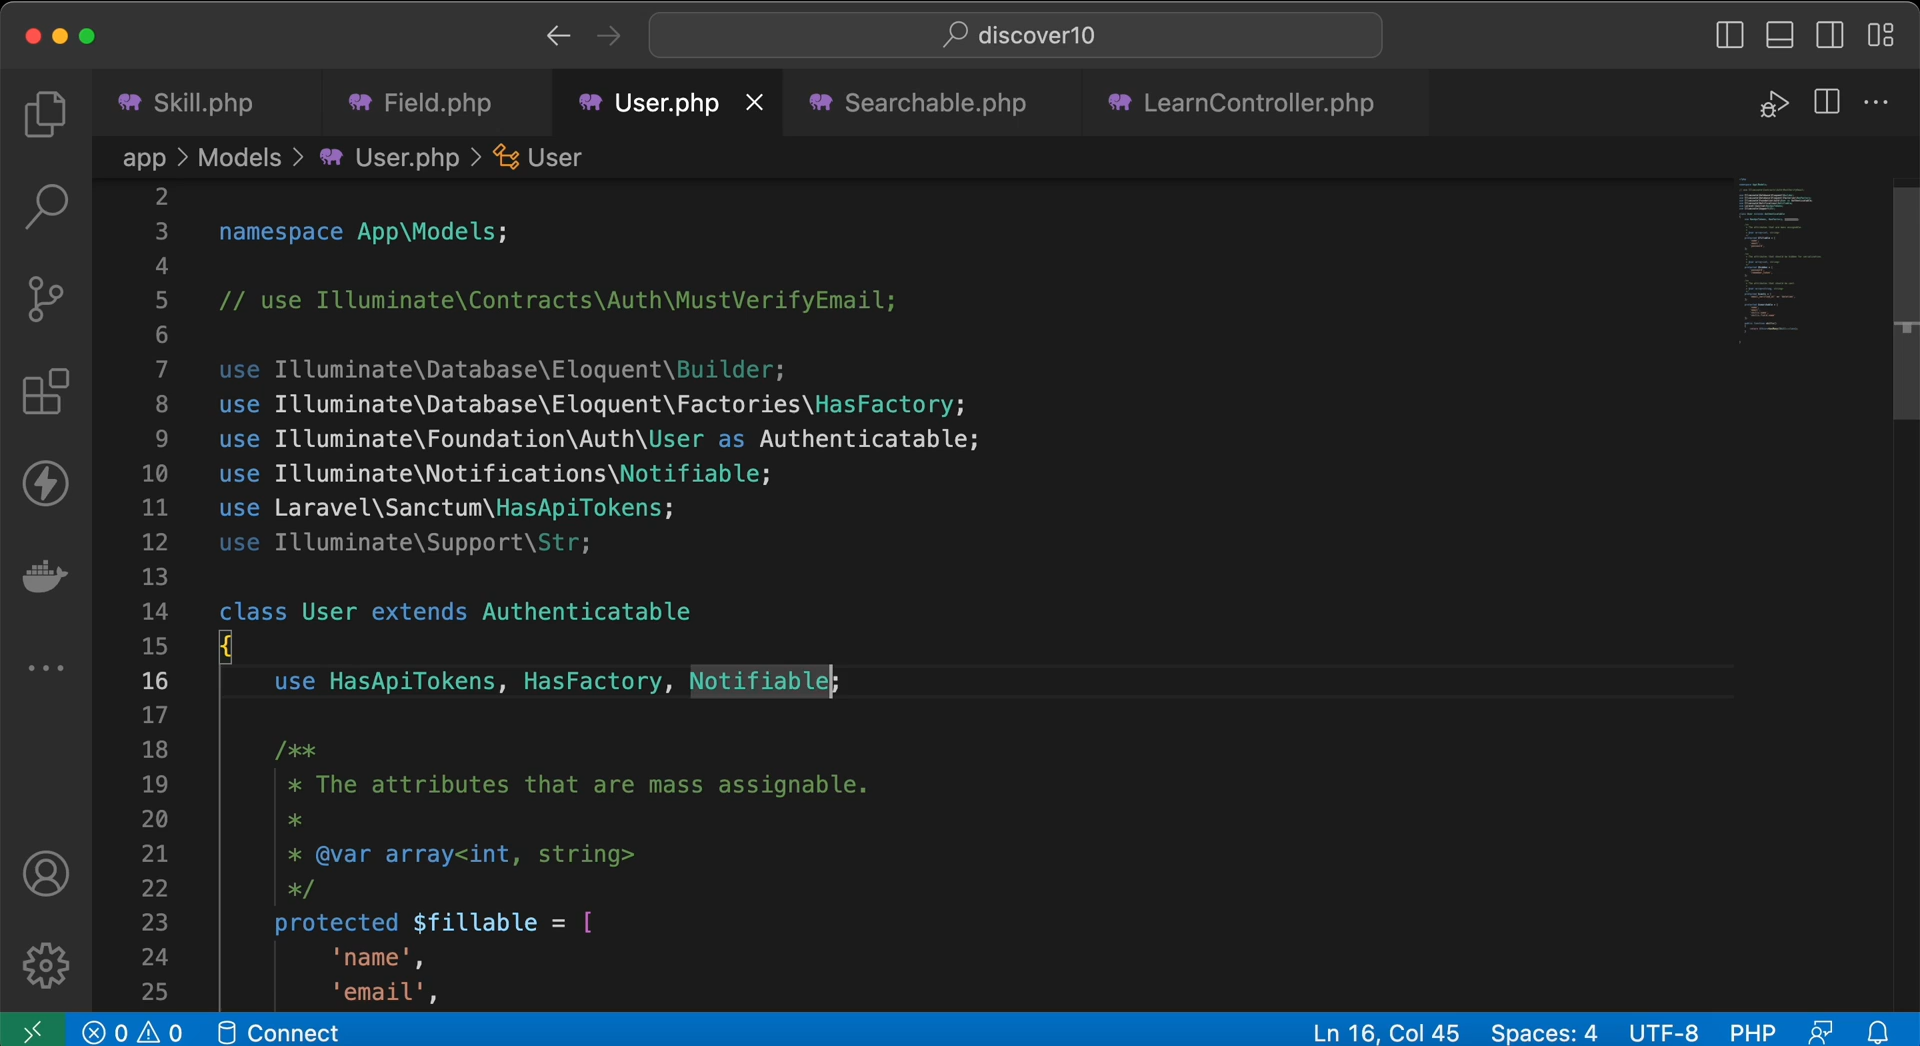 discover10
Skill.php
Field.php
User.php
Searchable.php
LearnController.php
app > Models > User.php > User
2
3 namespace App\Models;
4
5 // use Illuminate\Contracts\Auth\MustVerifyEmail;
6
7 use Illuminate\Database\Eloquent\Builder;
8 use Illuminate\Database\Eloquent\Factories\HasFactory;
9 use Illuminate\Foundation\Auth\User as Authenticatable;
10 use Illuminate\Notifications\Notifiable;
11 use Laravel\Sanctum\HasApiTokens;
12 use Illuminate\Support\Str;
13
14 class User extends Authenticatable
15 {
16 use HasApiTokens, HasFactory, Notifiable;
17
18 /**
19 * The attributes that are mass assignable.
20 *
21 * @var array<int, string>
22 */
23 protected $fillable = [
24 'name',
25 'email',
0 0 Connect Ln 16, Col 45 Spaces: 4 UTF-8 PHP